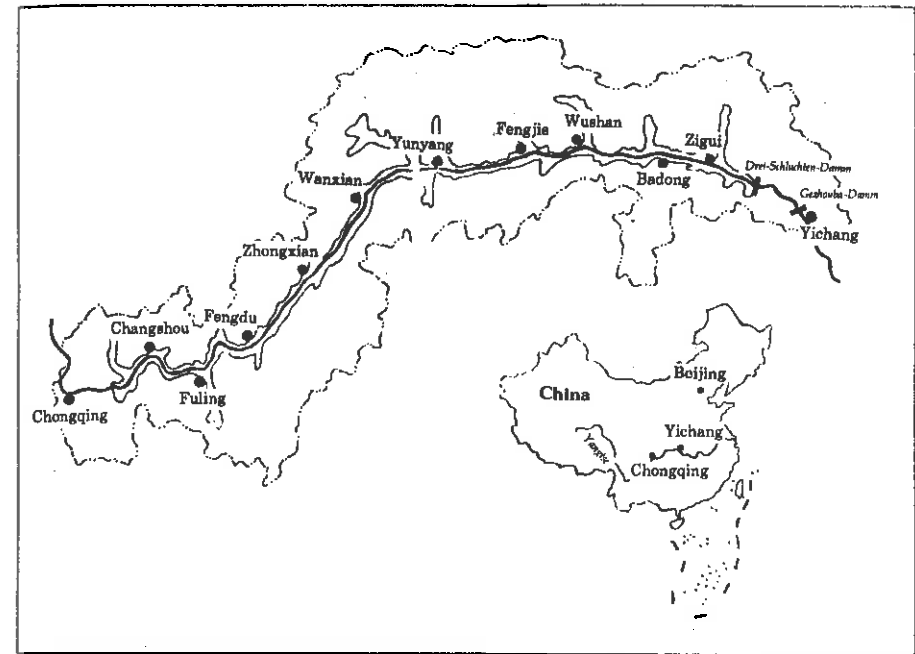 Wushan
Fengjie
Zigui
Yunyang
Drei-Schluchten-Damm
Badong
Wanxian
Gezhouba-Damm
Yichang
Zhongxian
Fengdu
Changshou
Fuling
Chongqing
Beijing
China
Yichang
Yangtze
Chongqing